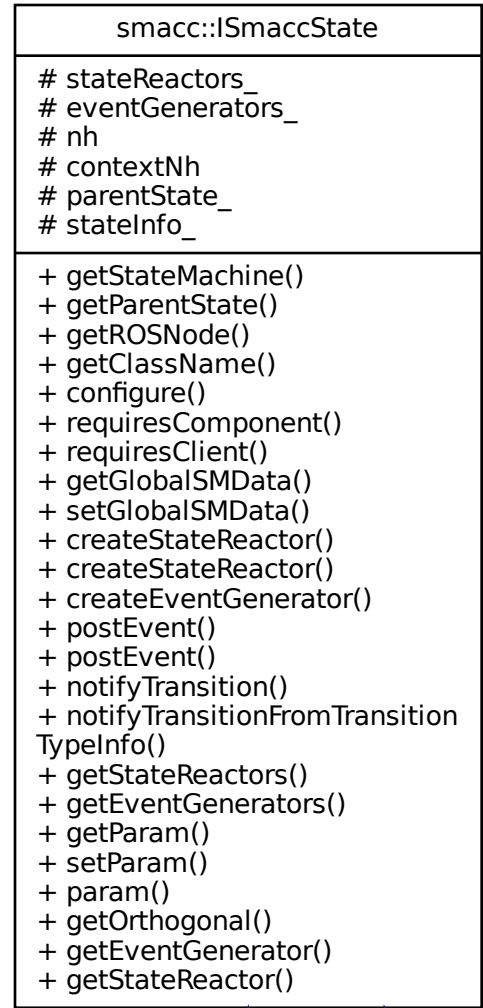 smacc::ISmaccState
# stateReactors_
# eventGenerators_
# nh
# contextNh
# parentState_
# stateInfo_
+ getStateMachine()
+ getParentState()
+ getROSNode()
+ getClassName()
+ configure()
+ requiresComponent()
+ requiresClient()
+ getGlobalSMData()
+ setGlobalSMData()
+ createStateReactor()
+ createStateReactor()
+ createEventGenerator()
+ postEvent()
+ postEvent()
+ notifyTransition()
+ notifyTransitionFromTransition
TypeInfo()
+ getStateReactors()
+ getEventGenerators()
+ getParam()
+ setParam()
+ param()
+ getOrthogonal()
+ getEventGenerator()
+ getStateReactor()